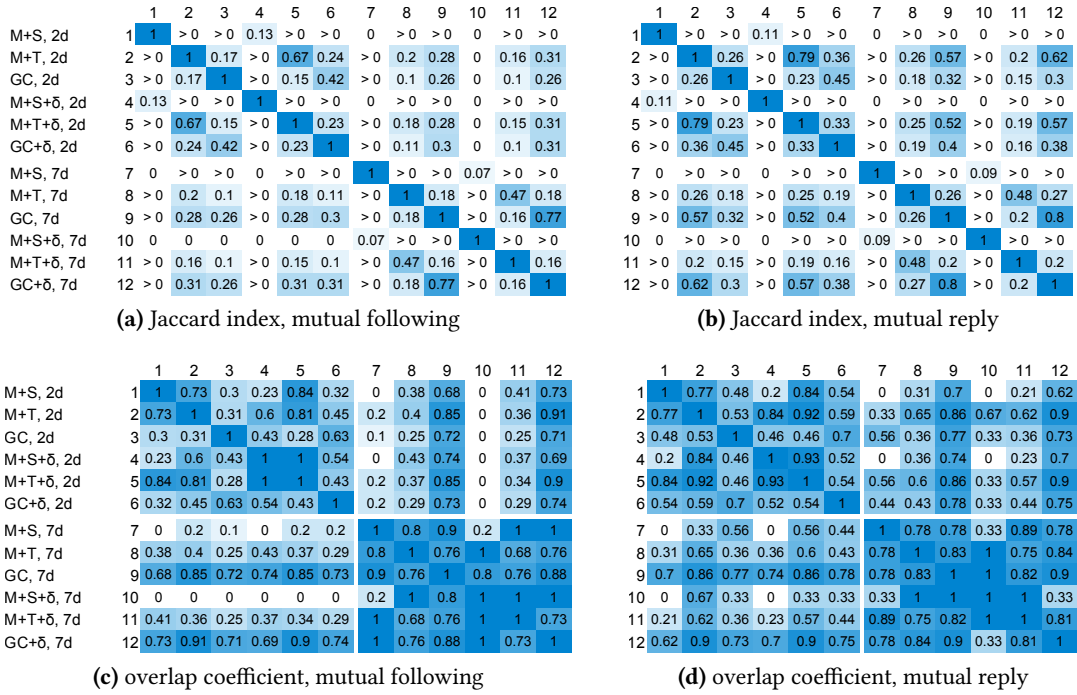 1 2 3 4 5 6 7 8 9 10 11 12
M+S, 2d 1 1 > 0 > 0 0.13 > 0 > 0 0 > 0 > 0 0 > 0 > 0
M+T, 2d 2 > 0 1 0.17 > 0 0.67 0.24 > 0 0.2 0.28 0 0.16 0.31
GC, 2d 3 > 0 0.17 1 > 0 0.15 0.42 > 0 0.1 0.26 0 0.1 0.26
M+S+δ, 2d 4 0.13 > 0 > 0 1 > 0 > 0 0 > 0 > 0 0 > 0 > 0
M+T+δ, 2d 5 > 0 0.67 0.15 > 0 1 0.23 > 0 0.18 0.28 0 0.15 0.31
GC+δ, 2d 6 > 0 0.24 0.42 > 0 0.23 1 > 0 0.11 0.3 0 0.1 0.31
M+S, 7d 7 0 > 0 > 0 0 > 0 > 0 1 > 0 > 0 0.07 > 0 > 0
M+T, 7d 8 > 0 0.2 0.1 > 0 0.18 0.11 > 0 1 0.18 > 0 0.47 0.18
GC, 7d 9 > 0 0.28 0.26 > 0 0.28 0.3 > 0 0.18 1 > 0 0.16 0.77
M+S+δ, 7d 10 0 0 0 0 0 0 0.07 > 0 > 0 1 > 0 > 0
M+T+δ, 7d 11 > 0 0.16 0.1 > 0 0.15 0.1 > 0 0.47 0.16 > 0 1 0.16
GC+δ, 7d 12 > 0 0.31 0.26 > 0 0.31 0.31 > 0 0.18 0.77 > 0 0.16 1
(a) Jaccard index, mutual following
1 2 3 4 5 6 7 8 9 10 11 12
M+S, 2d 1 1 > 0 > 0 0.11 > 0 > 0 0 > 0 > 0 0 > 0 > 0
M+T, 2d 2 > 0 1 0.26 > 0 0.79 0.36 > 0 0.26 0.57 > 0 0.2 0.62
GC, 2d 3 > 0 0.26 1 > 0 0.23 0.45 > 0 0.18 0.32 > 0 0.15 0.3
M+S+δ, 2d 4 0.11 > 0 > 0 1 > 0 > 0 0 > 0 > 0 0 > 0 > 0
M+T+δ, 2d 5 > 0 0.79 0.23 > 0 1 0.33 > 0 0.25 0.52 > 0 0.19 0.57
GC+δ, 2d 6 > 0 0.36 0.45 > 0 0.33 1 > 0 0.19 0.4 > 0 0.16 0.38
M+S, 7d 7 0 > 0 > 0 0 > 0 > 0 1 > 0 > 0 0.09 > 0 > 0
M+T, 7d 8 > 0 0.26 0.18 > 0 0.25 0.19 > 0 1 0.26 > 0 0.48 0.27
GC, 7d 9 > 0 0.57 0.32 > 0 0.52 0.4 > 0 0.26 1 > 0 0.2 0.8
M+S+δ, 7d 10 0 > 0 > 0 0 > 0 > 0 0.09 > 0 > 0 1 > 0 > 0
M+T+δ, 7d 11 > 0 0.2 0.15 > 0 0.19 0.16 > 0 0.48 0.2 > 0 1 0.2
GC+δ, 7d 12 > 0 0.62 0.3 > 0 0.57 0.38 > 0 0.27 0.8 > 0 0.2 1
(b) Jaccard index, mutual reply
1 2 3 4 5 6 7 8 9 10 11 12
M+S, 2d 1 1 0.73 0.3 0.23 0.84 0.32 0 0.38 0.68 0 0.41 0.73
M+T, 2d 2 0.73 1 0.31 0.6 0.81 0.45 0.2 0.4 0.85 0 0.36 0.91
GC, 2d 3 0.3 0.31 1 0.43 0.28 0.63 0.1 0.25 0.72 0 0.25 0.71
M+S+δ, 2d 4 0.23 0.6 0.43 1 1 0.54 0 0.43 0.74 0 0.37 0.69
M+T+δ, 2d 5 0.84 0.81 0.28 1 1 0.43 0.2 0.37 0.85 0 0.34 0.9
GC+δ, 2d 6 0.32 0.45 0.63 0.54 0.43 1 0.2 0.29 0.73 0 0.29 0.74
M+S, 7d 7 0 0.2 0.1 0 0.2 0.2 1 0.8 0.9 0.2 1 1
M+T, 7d 8 0.38 0.4 0.25 0.43 0.37 0.29 0.8 1 0.76 1 0.68 0.76
GC, 7d 9 0.68 0.85 0.72 0.74 0.85 0.73 0.9 0.76 1 0.8 0.76 0.88
M+S+δ, 7d 10 0 0 0 0 0 0 0.2 1 0.8 1 1 1
M+T+δ, 7d 11 0.41 0.36 0.25 0.37 0.34 0.29 1 0.68 0.76 1 1 0.73
GC+δ, 7d 12 0.73 0.91 0.71 0.69 0.9 0.74 1 0.76 0.88 1 0.73 1
(c) overlap coefficient, mutual following
1 2 3 4 5 6 7 8 9 10 11 12
M+S, 2d 1 1 0.77 0.48 0.2 0.84 0.54 0 0.31 0.7 0 0.21 0.62
M+T, 2d 2 0.77 1 0.53 0.84 0.92 0.59 0.33 0.65 0.86 0.67 0.62 0.9
GC, 2d 3 0.48 0.53 1 0.46 0.46 0.7 0.56 0.36 0.77 0.33 0.36 0.73
M+S+δ, 2d 4 0.2 0.84 0.46 1 0.93 0.52 0 0.36 0.74 0 0.23 0.7
M+T+δ, 2d 5 0.84 0.92 0.46 0.93 1 0.54 0.56 0.6 0.86 0.33 0.57 0.9
GC+δ, 2d 6 0.54 0.59 0.7 0.52 0.54 1 0.44 0.43 0.78 0.33 0.44 0.75
M+S, 7d 7 0 0.33 0.56 0 0.56 0.44 1 0.78 0.78 0.33 0.89 0.78
M+T, 7d 8 0.31 0.65 0.36 0.36 0.6 0.43 0.78 1 0.83 1 0.75 0.84
GC, 7d 9 0.7 0.86 0.77 0.74 0.86 0.78 0.78 0.83 1 1 0.82 0.9
M+S+δ, 7d 10 0 0.67 0.33 0 0.33 0.33 0.33 1 1 1 1 0.33
M+T+δ, 7d 11 0.21 0.62 0.36 0.23 0.57 0.44 0.89 0.75 0.82 1 1 0.81
GC+δ, 7d 12 0.62 0.9 0.73 0.7 0.9 0.75 0.78 0.84 0.9 0.33 0.81 1
(d) overlap coefficient, mutual reply